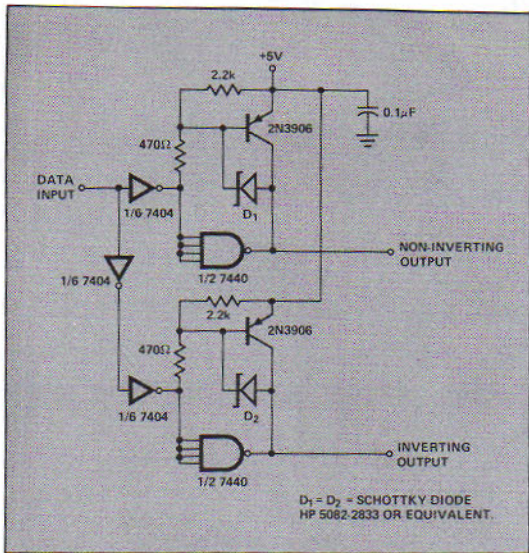 +5V
2.2k
2N3906
0.1μF
470Ω
DATA
INPUT
1/6 7404
D1
NON-INVERTING
OUTPUT
1/2 7440
1/6 7404
2.2k
2N3906
470Ω
D2
1/6 7404
INVERTING
OUTPUT
1/2 7440
D1 = D2 = SCHOTTKY DIODE
HP 5082-2833 OR EQUIVALENT.